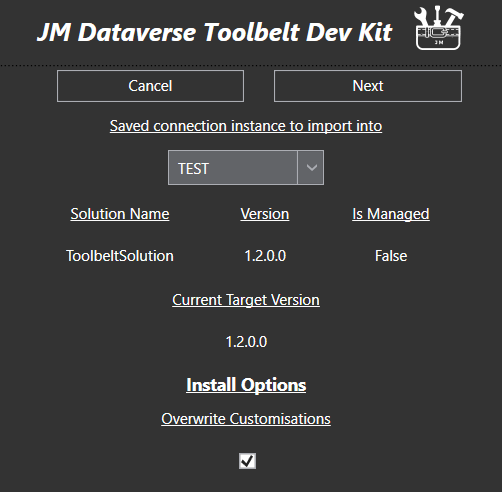 JM Dataverse Toolbelt Dev Kit
J M
Cancel Next
Saved connection instance to import into
TEST
Solution Name Version Is Managed
ToolbeltSolution 1.2.0.0 False
Current Target Version
1.2.0.0
Install Options
Overwrite Customisations